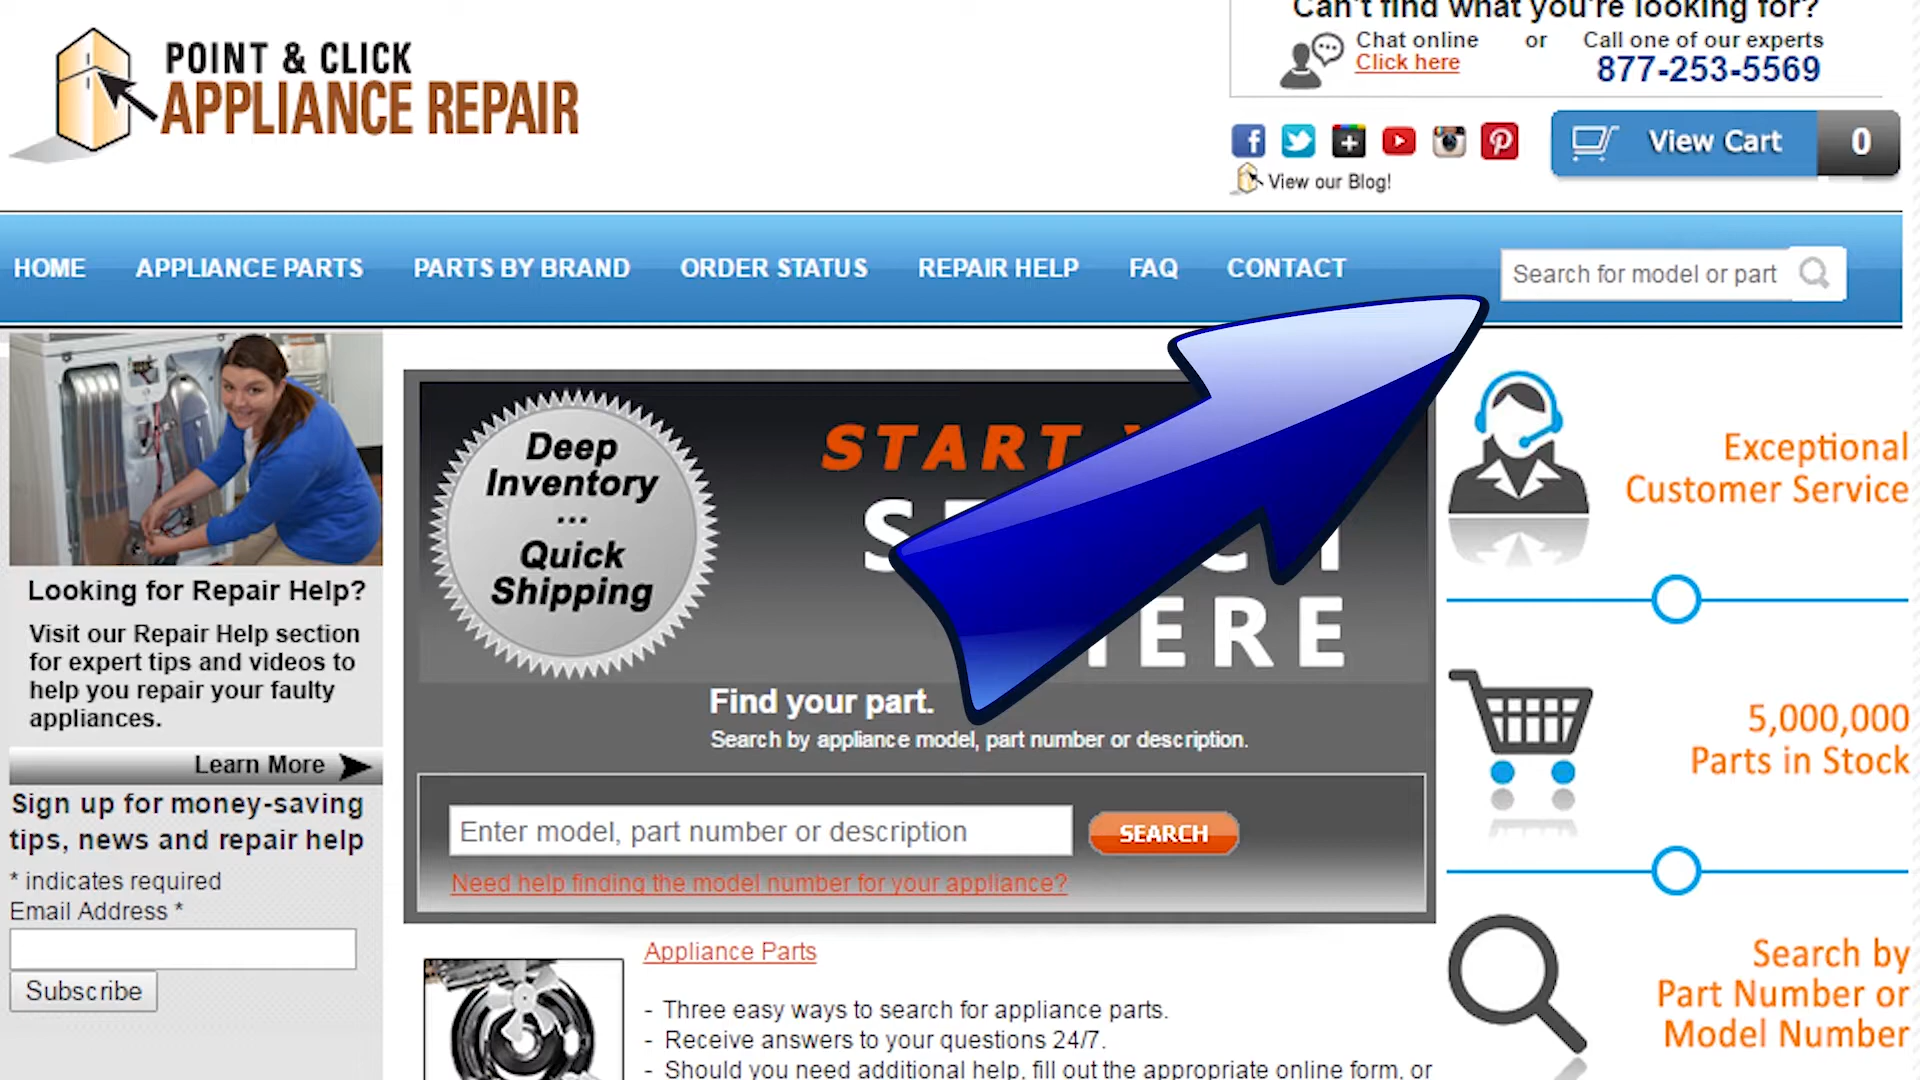 POINT & CLICK
APPLIANCE REPAIR
Can't find what you're looking for?
Chat online or Call one of our experts
Click here
877-253-5569
View Cart 0
View our Blog!
HOME APPLIANCE PARTS PARTS BY BRAND ORDER STATUS REPAIR HELP FAQ CONTACT
Search for model or part
Looking for Repair Help?
Visit our Repair Help section
for expert tips and videos to
help you repair your faulty
appliances.
Learn More
Sign up for money-saving
tips, news and repair help
* indicates required
Email Address *
Subscribe
Deep
Inventory
...
Quick
Shipping
START
Find your part.
Search by appliance model, part number or description.
Enter model, part number or description
SEARCH
Need help finding the model number for your appliance?
Appliance Parts
- Three easy ways to search for appliance parts.
- Receive answers to your questions 24/7.
- Should you need additional help, fill out the appropriate online form, or
Exceptional
Customer Service
5,000,000
Parts in Stock
Search by
Part Number or
Model Number